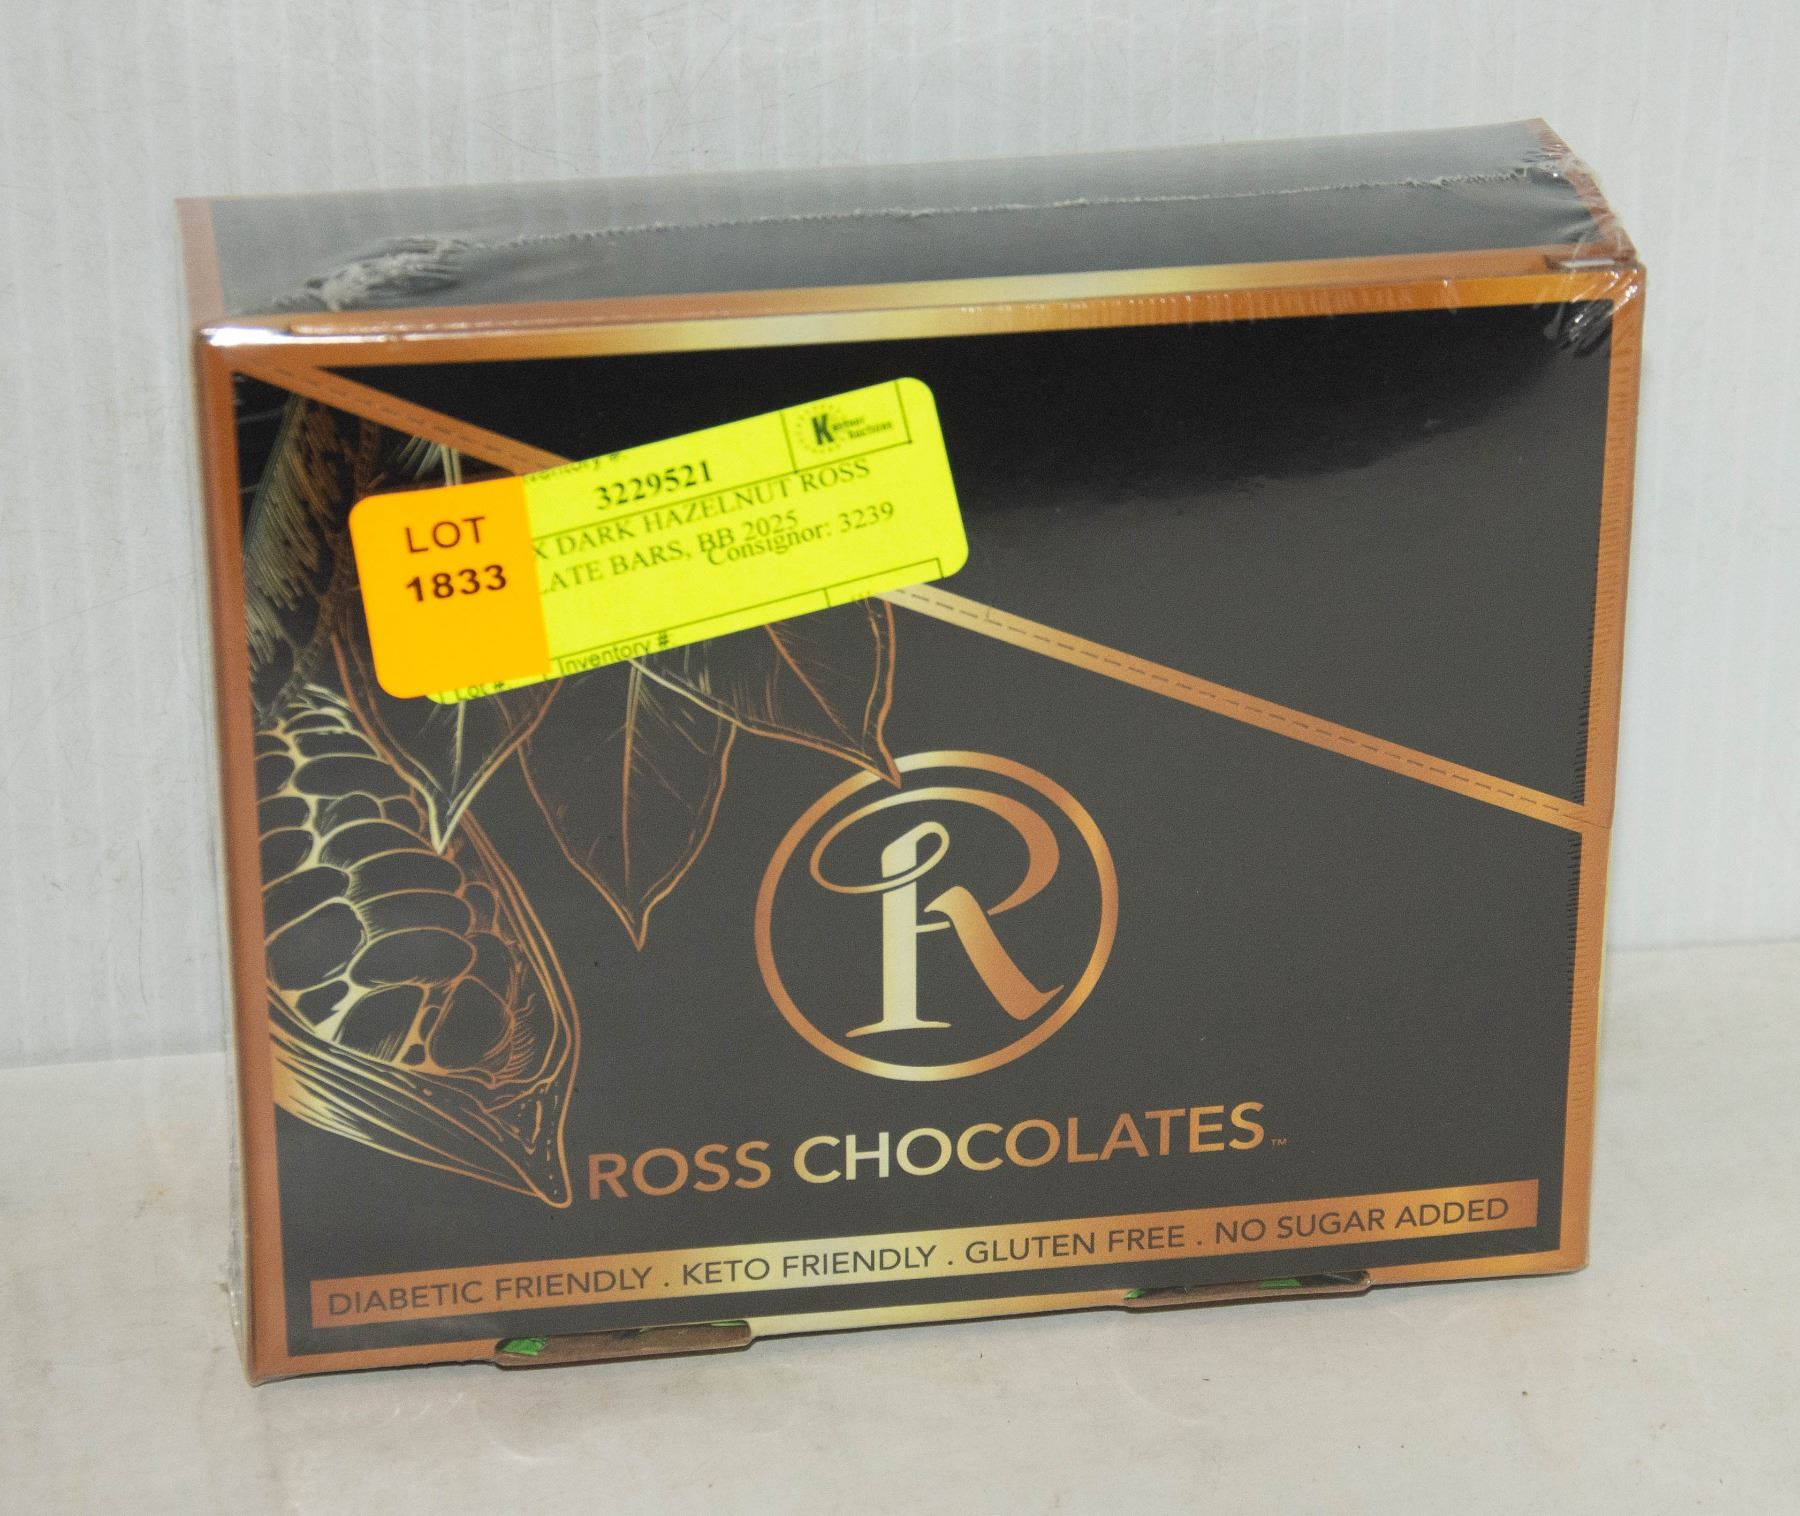 Inventory #:
K
3229521
X DARK HAZELNUT ROSS
LATE BARS, BB 2025
Consignor: 3239
LOT
1833
Lot #:
Inventory #:
R
ROSS CHOCOLATES™
DIABETIC FRIENDLY . KETO FRIENDLY . GLUTEN FREE . NO SUGAR ADDED